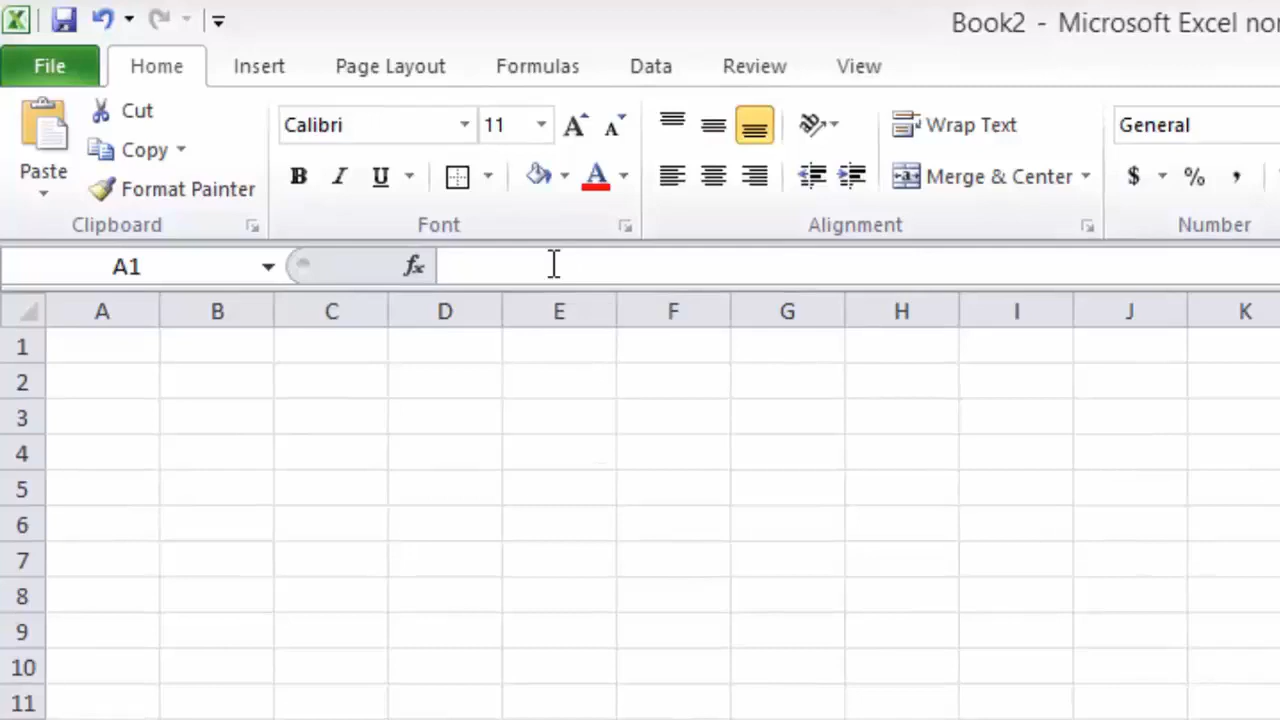 Book2 - Microsoft Excel
File Home Insert Page Layout Formulas Data Review View
Cut
Copy
Format Painter
Paste
Clipboard
Calibri 11 A A
B I U A
Font
Wrap Text
Merge & Center
Alignment
General
$ % ,
Number
A1 fx
A B C D E F G H I J K
1
2
3
4
5
6
7
8
9
10
11